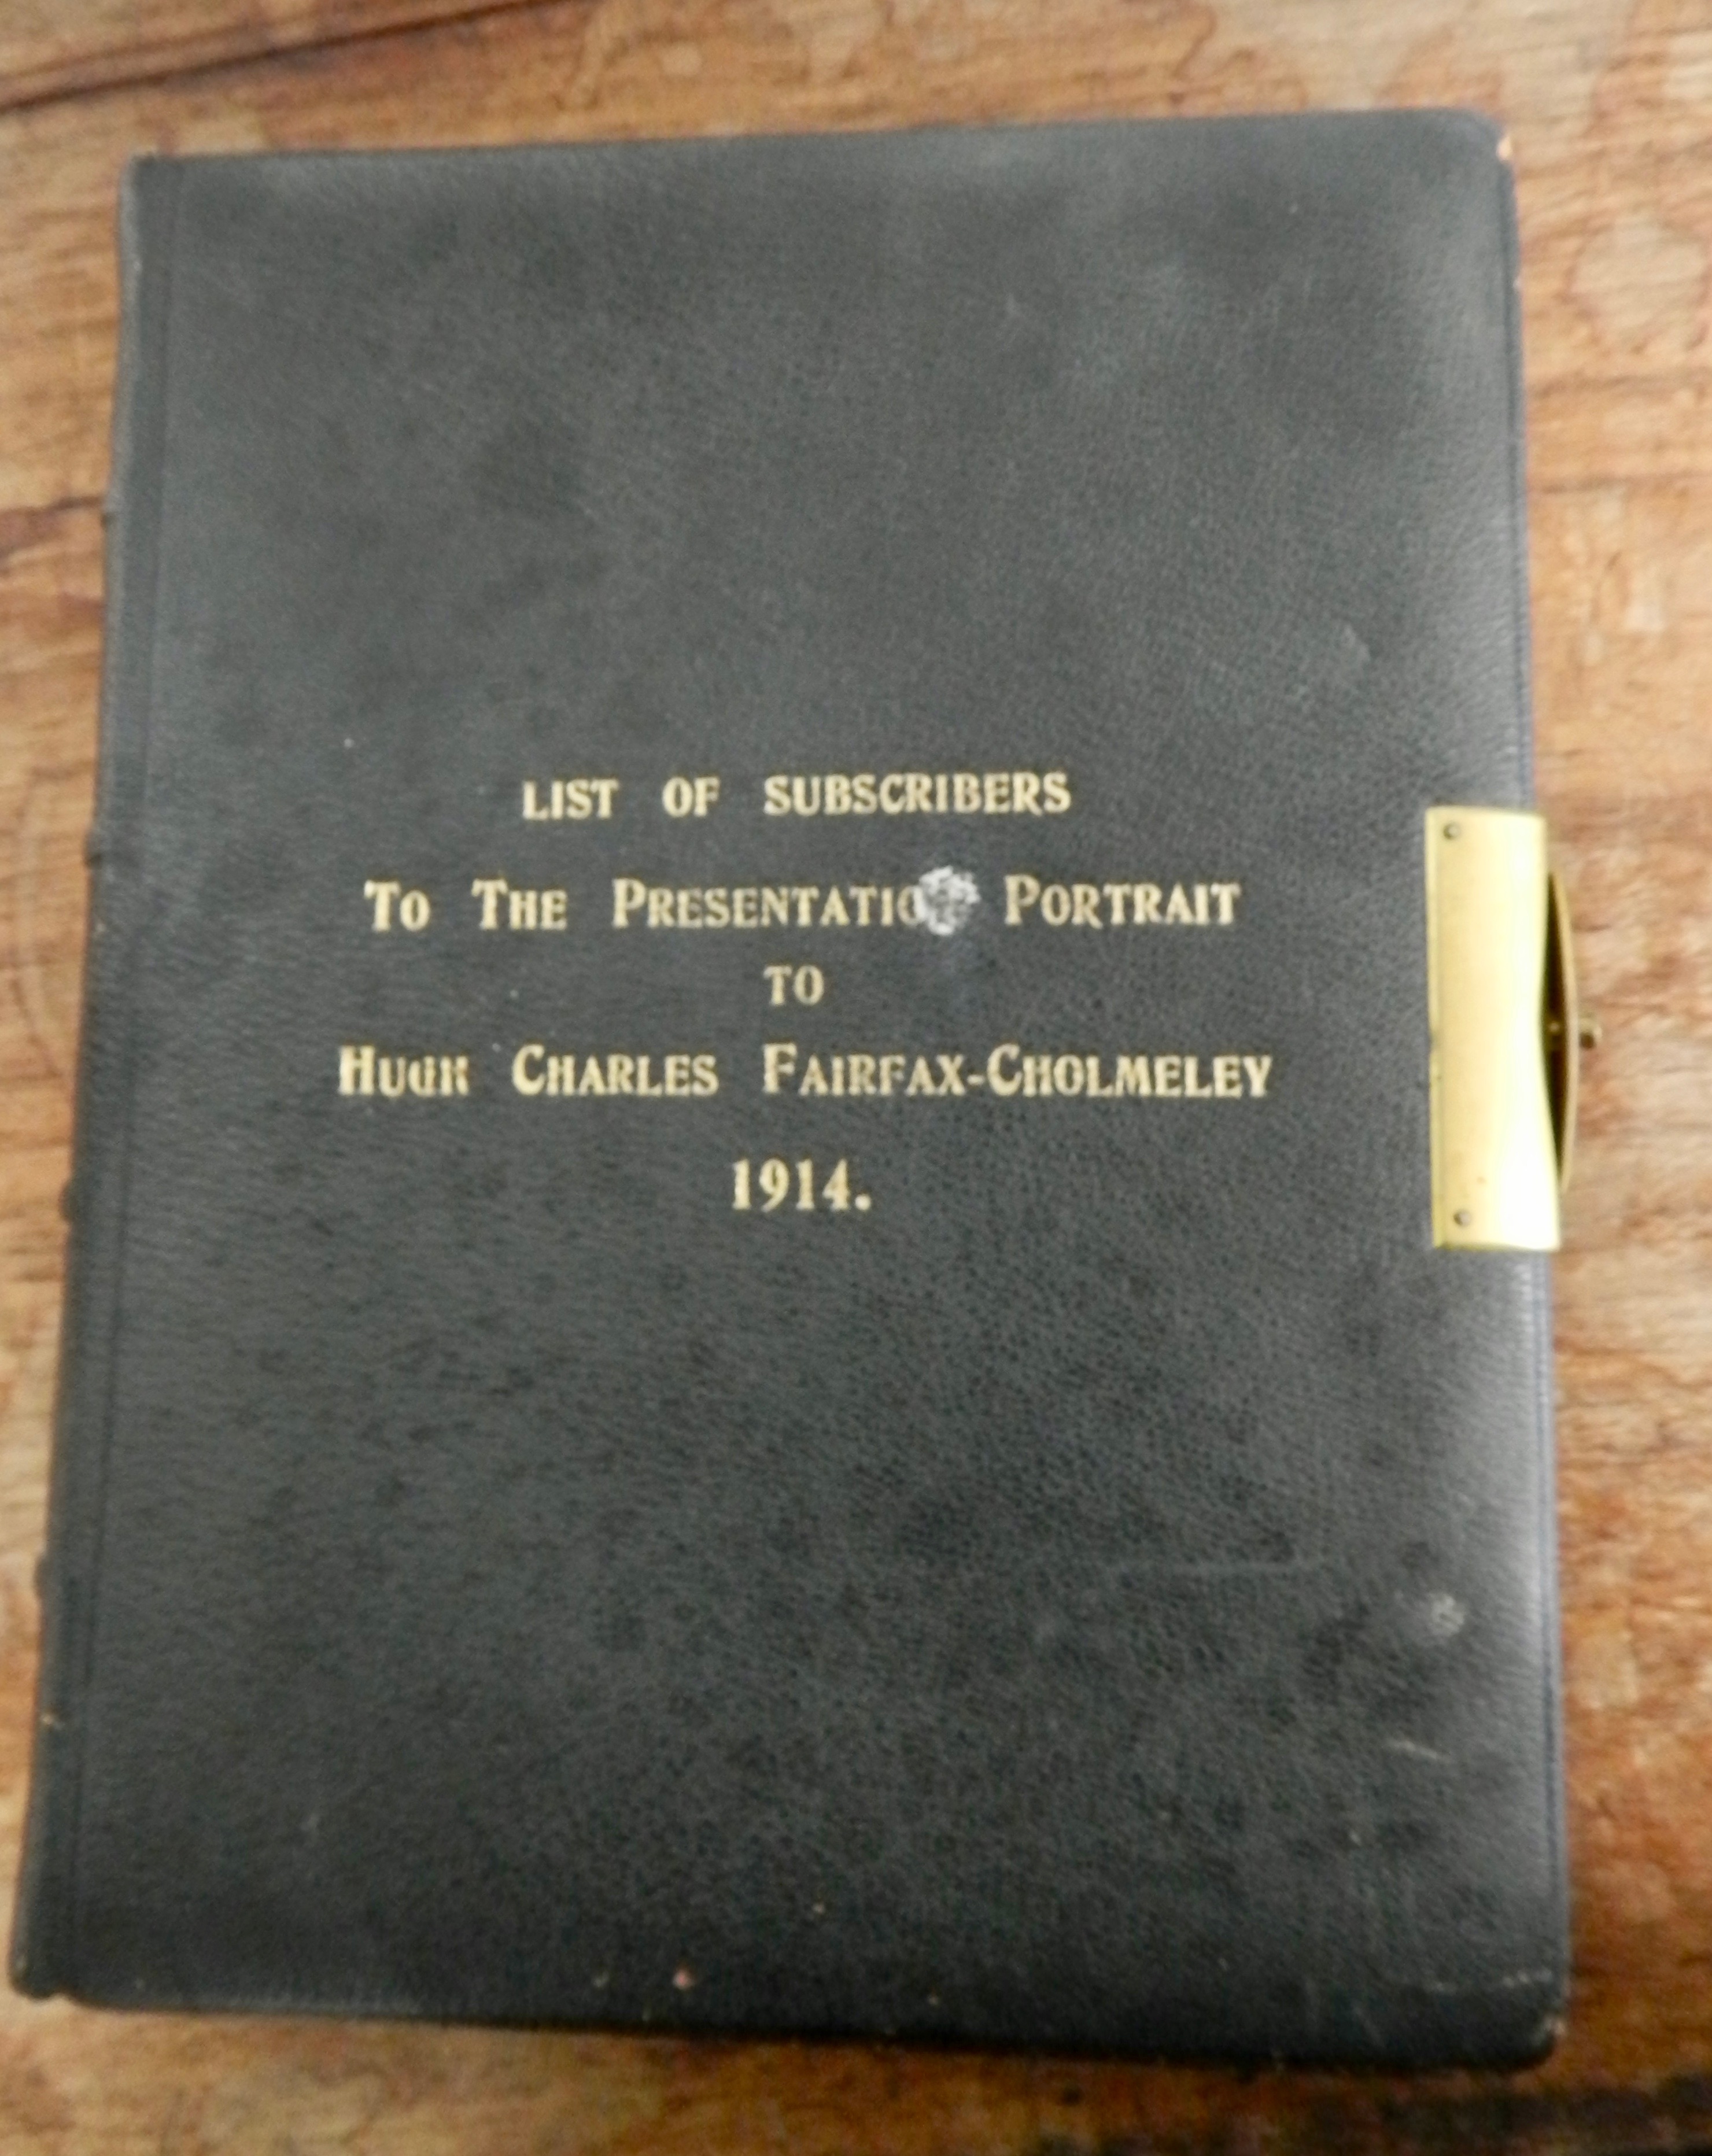 LIST OF SUBSCRIBERS
TO THE PRESENTATION PORTRAIT
TO
HUGH CHARLES FAIRFAX-CHOLMELEY
1914.